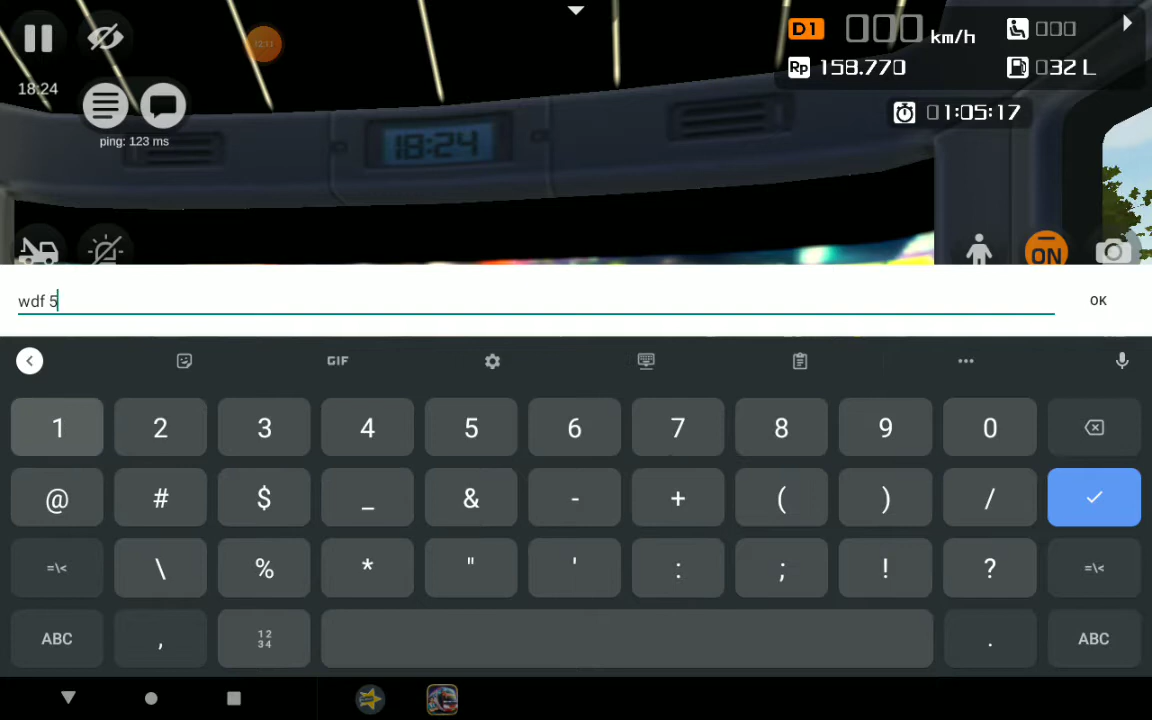 D1 000 km/h 000
18:24 Rp 158.770 032 L
01:05:17
ping: 123 ms
18:24
ON
wdf 5
OK
GIF
1 2 3 4 5 6 7 8 9 0
@ # $ _ & - + ( ) /
=\< \ % * " ' : ; ! ? =\<
ABC , 12 34 . ABC